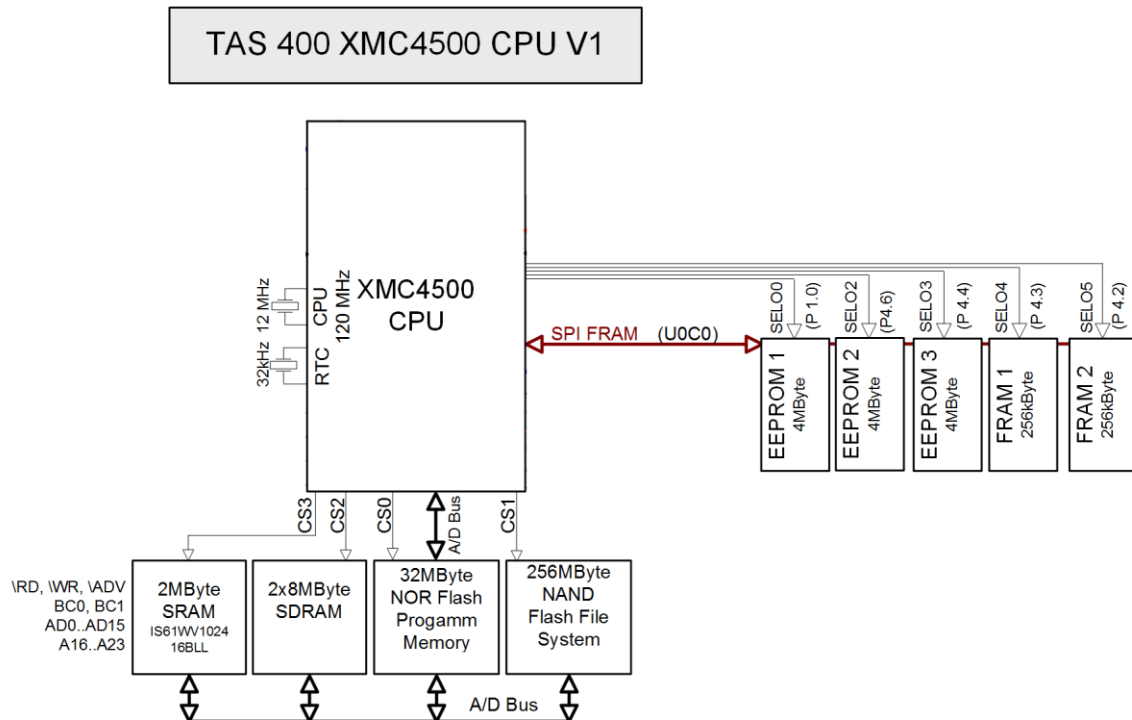 TAS 400 XMC4500 CPU V1
XMC4500
CPU
120 MHz
CPU
12 MHz
RTC
32kHz
SPI FRAM (U0C0)
SELO0
(P 1.0)
SELO2
(P4.6)
SELO3
(P 4.4)
SELO4
(P 4.3)
SELO5
(P 4.2)
EEPROM 1
4MByte
EEPROM 2
4MByte
EEPROM 3
4MByte
FRAM 1
256kByte
FRAM 2
256kByte
CS3
CS2
CS0
A/D Bus
CS1
\RD, \WR, \ADV
BC0, BC1
AD0..AD15
A16..A23
2MByte
SRAM
IS61WV1024
16BLL
2x8MByte
SDRAM
32MByte
NOR Flash
Progamm
Memory
256MByte
NAND
Flash File
System
A/D Bus